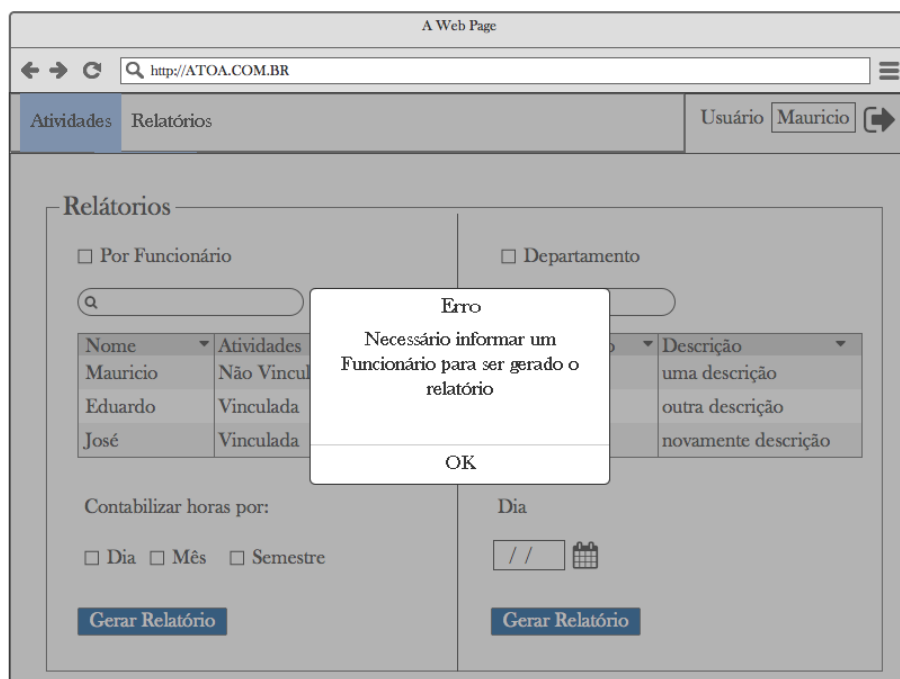 A Web Page
http://ATOA.COM.BR
Atividades Relatórios Usuário Mauricio
Relátorios
Por Funcionário
Departamento
Erro
Necessário informar um
Funcionário para ser gerado o
relatório
OK
Nome Atividades
Mauricio Não Vincul
Eduardo Vinculada
José Vinculada
o Descrição
uma descrição
outra descrição
novamente descrição
Contabilizar horas por:
Dia Mês Semestre
Gerar Relatório
Dia
/ /
Gerar Relatório